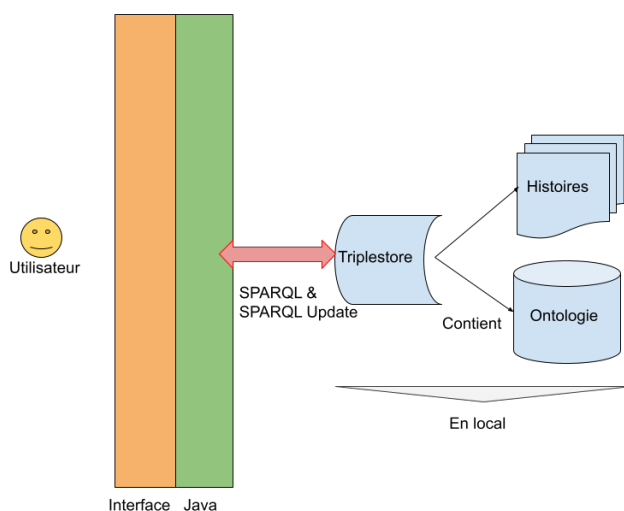 Histoires
Utilisateur
Triplestore
SPARQL &
SPARQL Update
Contient
Ontologie
En local
Interface
Java